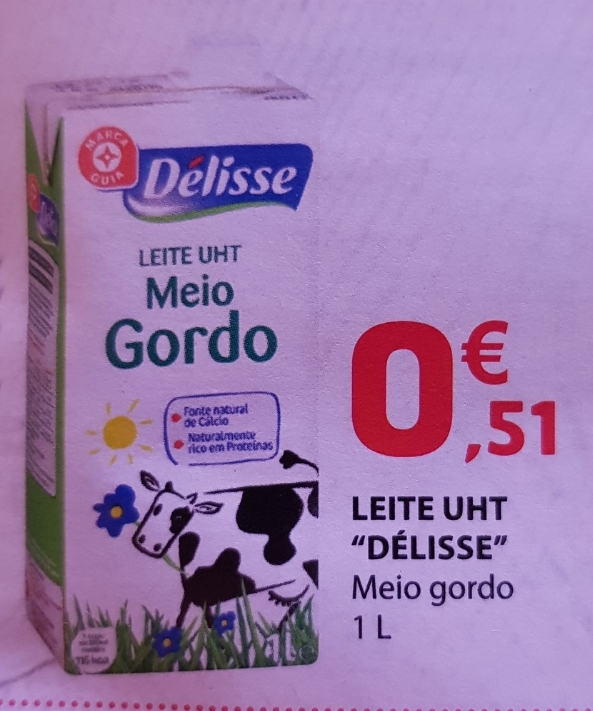 MARCA
GUIA
Délisse
LEITE UHT
Meio
Gordo
Fonte natural
de Cálcio
Naturalmente
rico em Proteínas
0€,51
LEITE UHT
“DÉLISSE”
Meio gordo
1 L